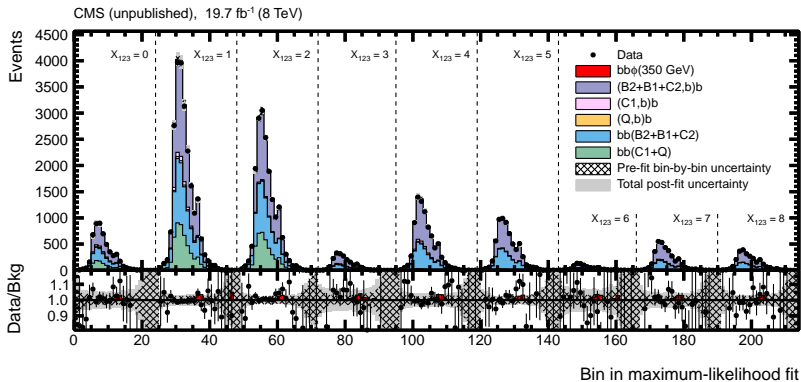 CMS (unpublished), 19.7 fb-1 (8 TeV)
Events
4500
4000
3500
3000
2500
2000
1500
1000
500
0
X123 = 0
X123 = 1
X123 = 2
X123 = 3
X123 = 4
X123 = 5
X123 = 6
X123 = 7
X123 = 8
Data
bbϕ(350 GeV)
(B2+B1+C2,b)b
(C1,b)b
(Q,b)b
bb(B2+B1+C2)
bb(C1+Q)
Pre-fit bin-by-bin uncertainty
Total post-fit uncertainty
Data/Bkg
1.1
1.0
0.9
0 20 40 60 80 100 120 140 160 180 200
Bin in maximum-likelihood fit